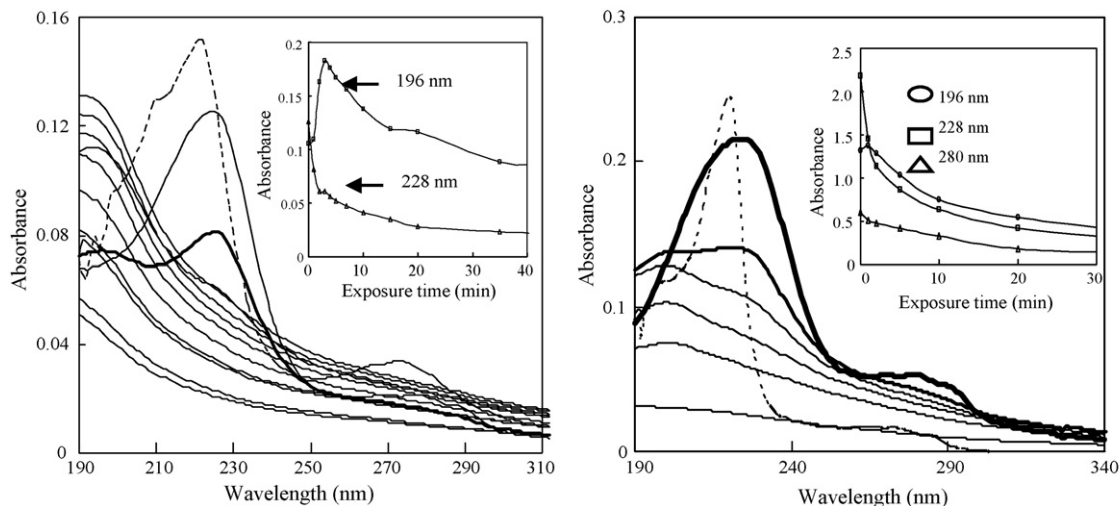 0.16
0.12
0.08
0.04
0
Absorbance
190 210 230 250 270 290 310
Wavelength (nm)
0.2
0.15
0.1
0.05
0
Absorbance
196 nm
228 nm
0 10 20 30 40
Exposure time (min)
0.3
0.2
0.1
0
Absorbance
190 240 290 340
Wavelength (nm)
2.5
2.0
1.5
1.0
0.5
0
Absorbance
196 nm
228 nm
280 nm
0 10 20 30
Exposure time (min)